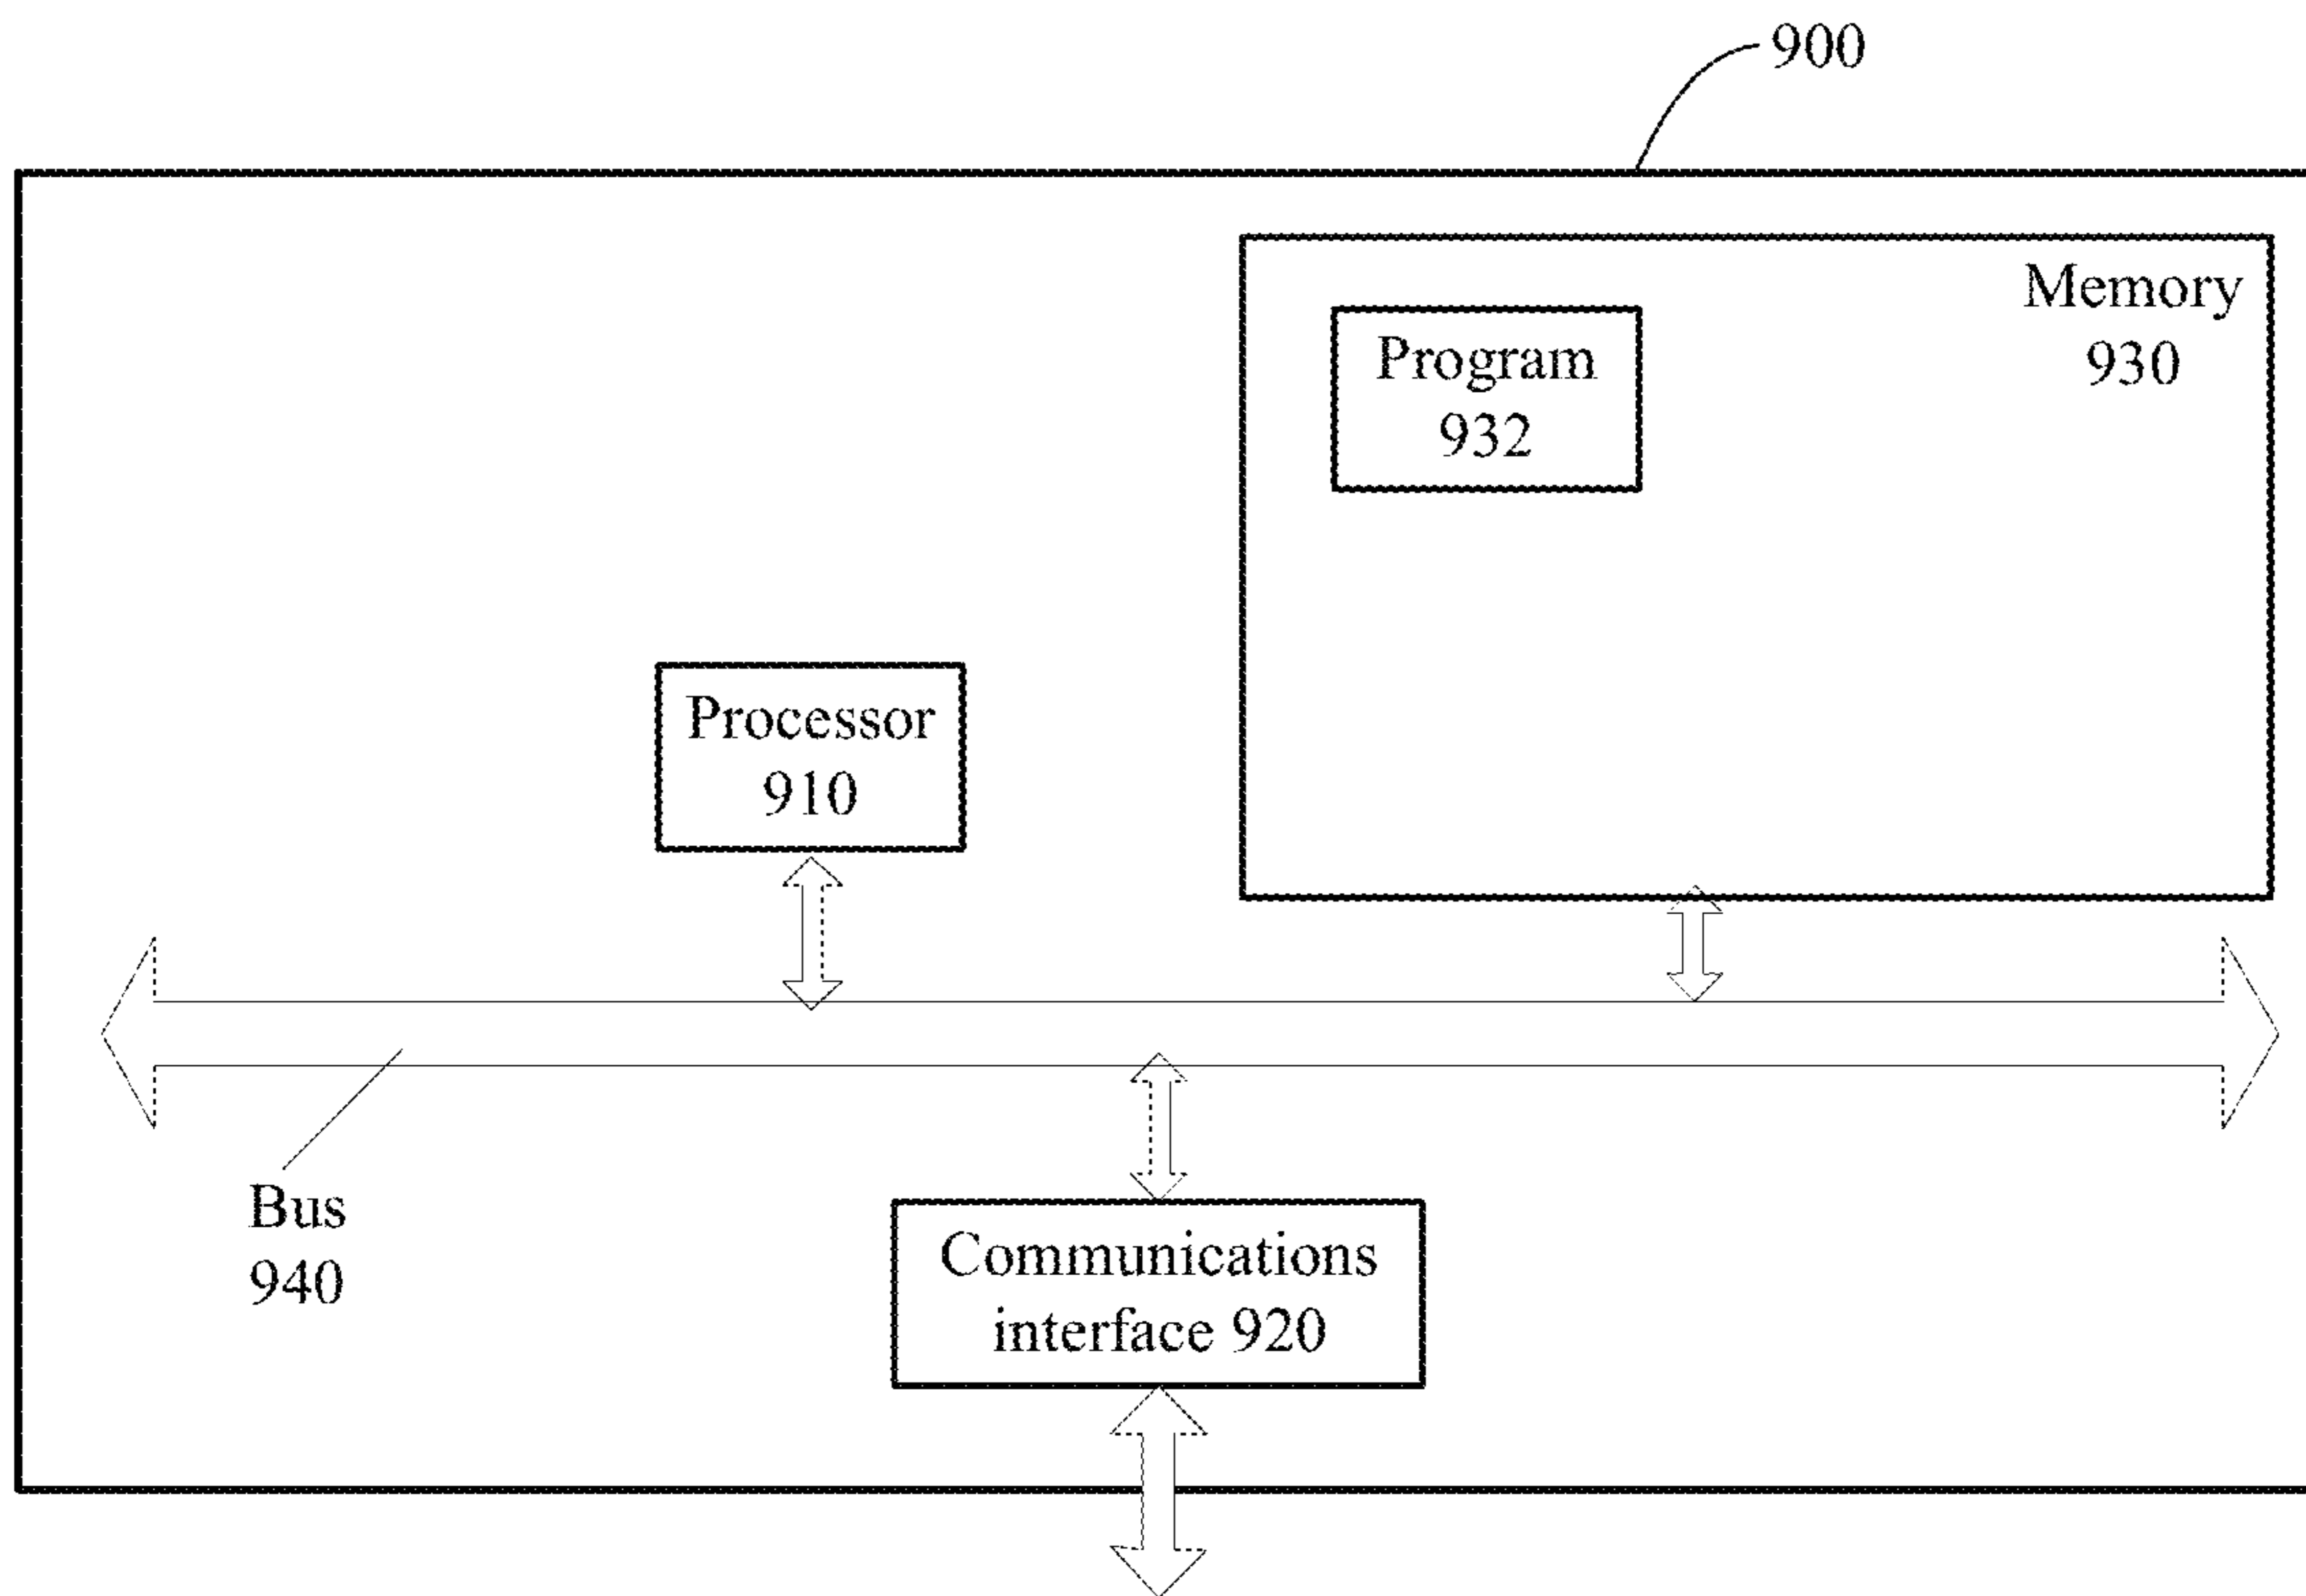 900
Memory
930
Program
932
Processor
910
Bus
940
Communications
interface 920